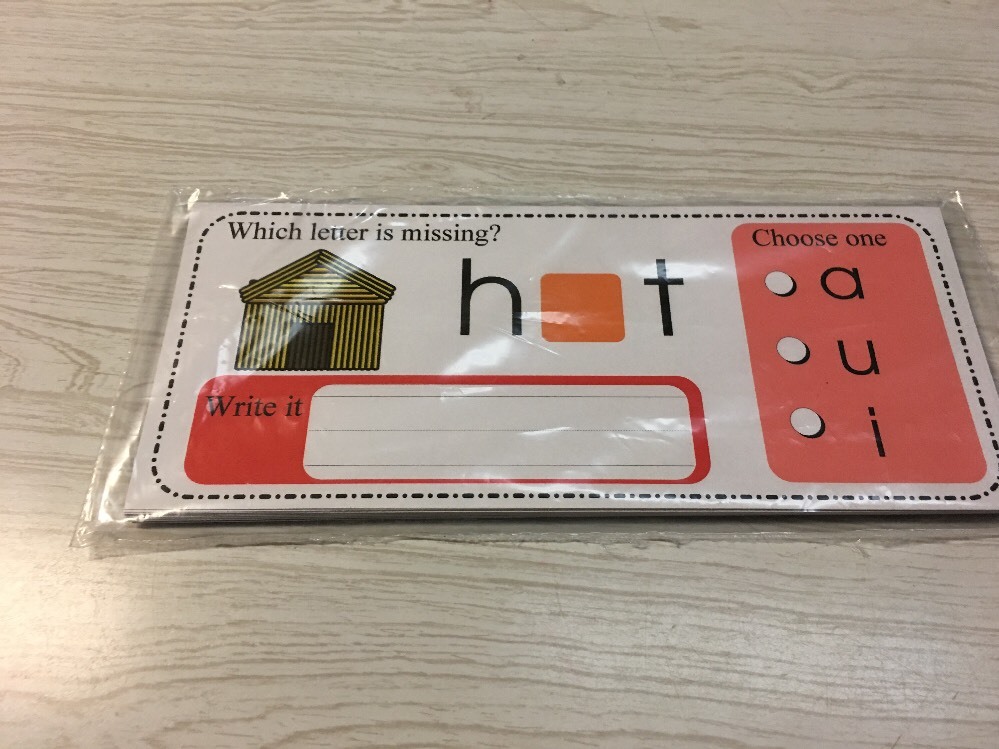 Which letter is missing?
h t
Write it
Choose one
a
u
i